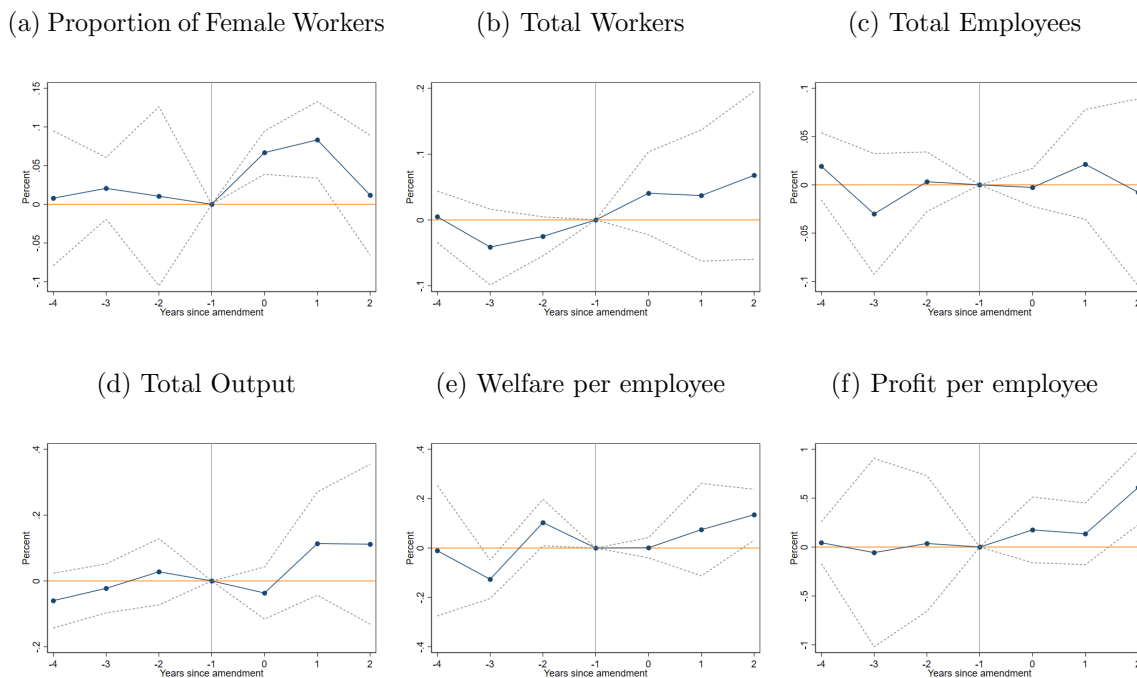 (a) Proportion of Female Workers
(b) Total Workers
(c) Total Employees
Percent
.15
.1
.05
0
-.05
-.1
-4 -3 -2 -1 0 1 2
Years since amendment
Percent
.2
.1
0
-.1
-4 -3 -2 -1 0 1 2
Years since amendment
Percent
.1
.05
0
-.05
-.1
-4 -3 -2 -1 0 1 2
Years since amendment
(d) Total Output
(e) Welfare per employee
(f) Profit per employee
Percent
.4
.2
0
-.2
-4 -3 -2 -1 0 1 2
Years since amendment
Percent
.4
.2
0
-.2
-.4
-4 -3 -2 -1 0 1 2
Years since amendment
Percent
1
.5
0
-.5
-1
-4 -3 -2 -1 0 1 2
Years since amendment